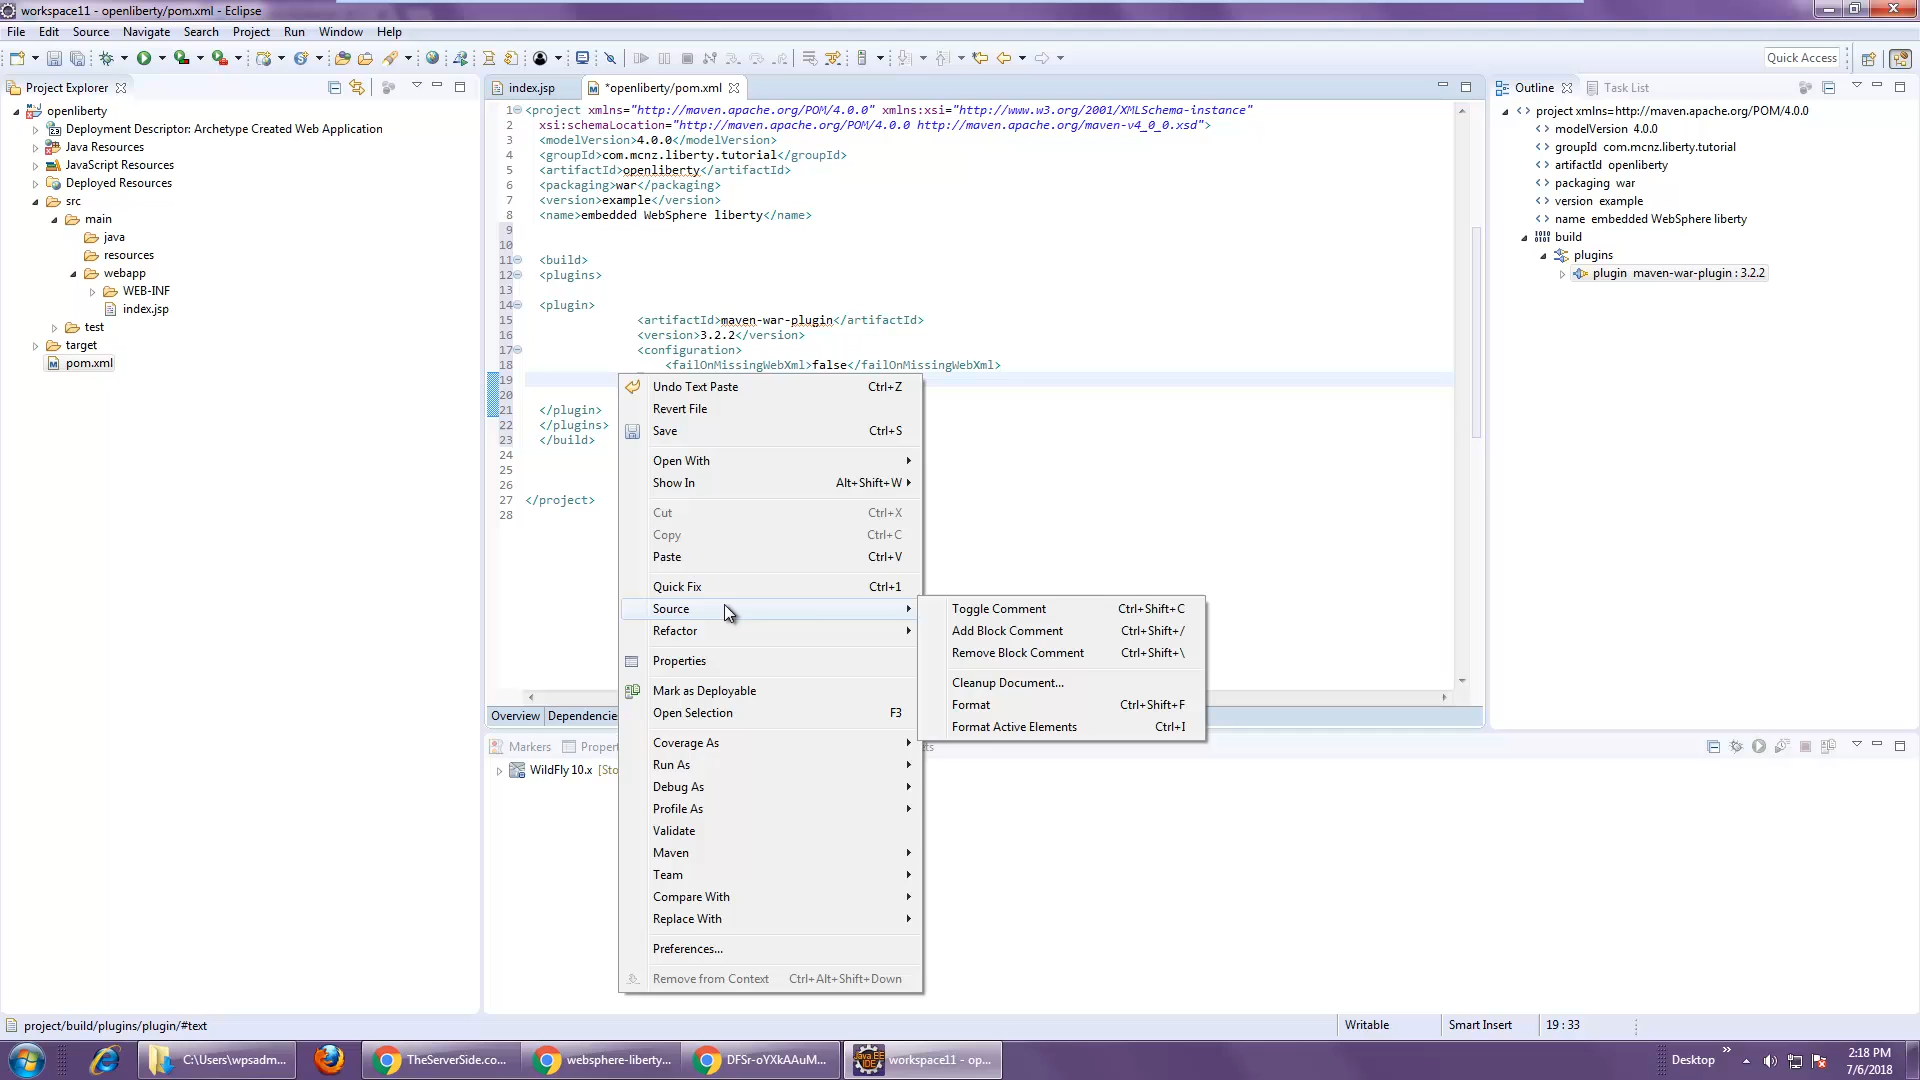 workspace11 - openliberty/pom.xml - Eclipse
File Edit Source Navigate Search Project Run Window Help
Quick Access
Project Explorer
openliberty
Deployment Descriptor: Archetype Created Web Application
Java Resources
JavaScript Resources
Deployed Resources
src
main
java
resources
webapp
WEB-INF
index.jsp
test
target
pom.xml
index.jsp
*openliberty/pom.xml
1 <project xmlns="http://maven.apache.org/POM/4.0.0" xmlns:xsi="http://www.w3.org/2001/XMLSchema-instance"
2 xsi:schemaLocation="http://maven.apache.org/POM/4.0.0 http://maven.apache.org/maven-v4_0_0.xsd">
3 <modelVersion>4.0.0</modelVersion>
4 <groupId>com.mcnz.liberty.tutorial</groupId>
5 <artifactId>openliberty</artifactId>
6 <packaging>war</packaging>
7 <version>example</version>
8 <name>embedded WebSphere liberty</name>
9
10
11 <build>
12 <plugins>
13
14 <plugin>
15 <artifactId>maven-war-plugin</artifactId>
16 <version>3.2.2</version>
17 <configuration>
18 <failOnMissingWebXml>false</failOnMissingWebXml>
19
20
21 </plugin>
22 </plugins>
23 </build>
24
25
26
27 </project>
28
Undo Text Paste Ctrl+Z
Revert File
Save Ctrl+S
Open With
Show In Alt+Shift+W
Cut Ctrl+X
Copy Ctrl+C
Paste Ctrl+V
Quick Fix Ctrl+1
Source
Refactor
Properties
Mark as Deployable
Open Selection F3
Coverage As
Run As
Debug As
Profile As
Validate
Maven
Team
Compare With
Replace With
Preferences...
Remove from Context Ctrl+Alt+Shift+Down
Toggle Comment Ctrl+Shift+C
Add Block Comment Ctrl+Shift+/
Remove Block Comment Ctrl+Shift+\
Cleanup Document...
Format Ctrl+Shift+F
Format Active Elements Ctrl+I
Overview Dependencie
Markers
Propert
WildFly 10.x [Sto
Outline
Task List
project xmlns=http://maven.apache.org/POM/4.0.0
modelVersion 4.0.0
groupId com.mcnz.liberty.tutorial
artifactId openliberty
packaging war
version example
name embedded WebSphere liberty
build
plugins
plugin maven-war-plugin : 3.2.2
project/build/plugins/plugin/#text
Writable
Smart Insert
19 : 33
C:\Users\wpsadm...
TheServerSide.co...
websphere-liberty...
DFSr-oYXkAAuM...
workspace11 - op...
Desktop
2:18 PM
7/6/2018